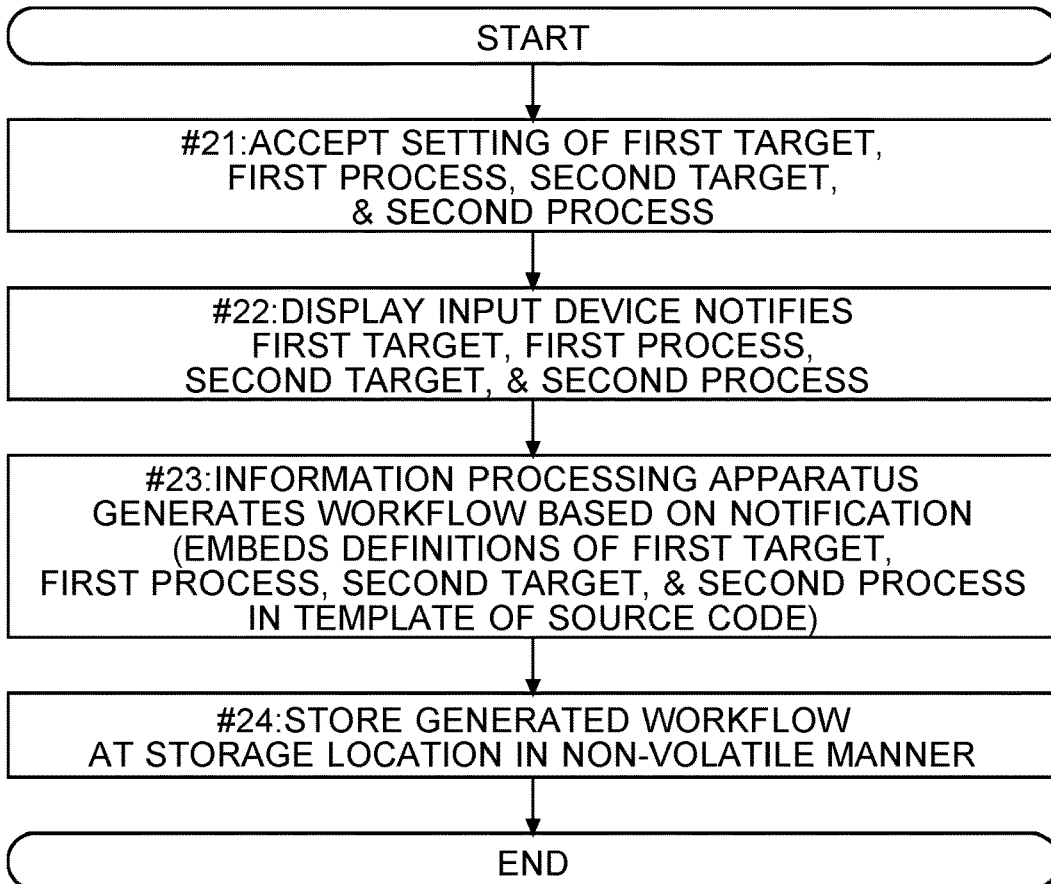 START
#21:ACCEPT SETTING OF FIRST TARGET,
FIRST PROCESS, SECOND TARGET,
& SECOND PROCESS
#22:DISPLAY INPUT DEVICE NOTIFIES
FIRST TARGET, FIRST PROCESS,
SECOND TARGET, & SECOND PROCESS
#23:INFORMATION PROCESSING APPARATUS
GENERATES WORKFLOW BASED ON NOTIFICATION
(EMBEDS DEFINITIONS OF FIRST TARGET,
FIRST PROCESS, SECOND TARGET, & SECOND PROCESS
IN TEMPLATE OF SOURCE CODE)
#24:STORE GENERATED WORKFLOW
AT STORAGE LOCATION IN NON-VOLATILE MANNER
END